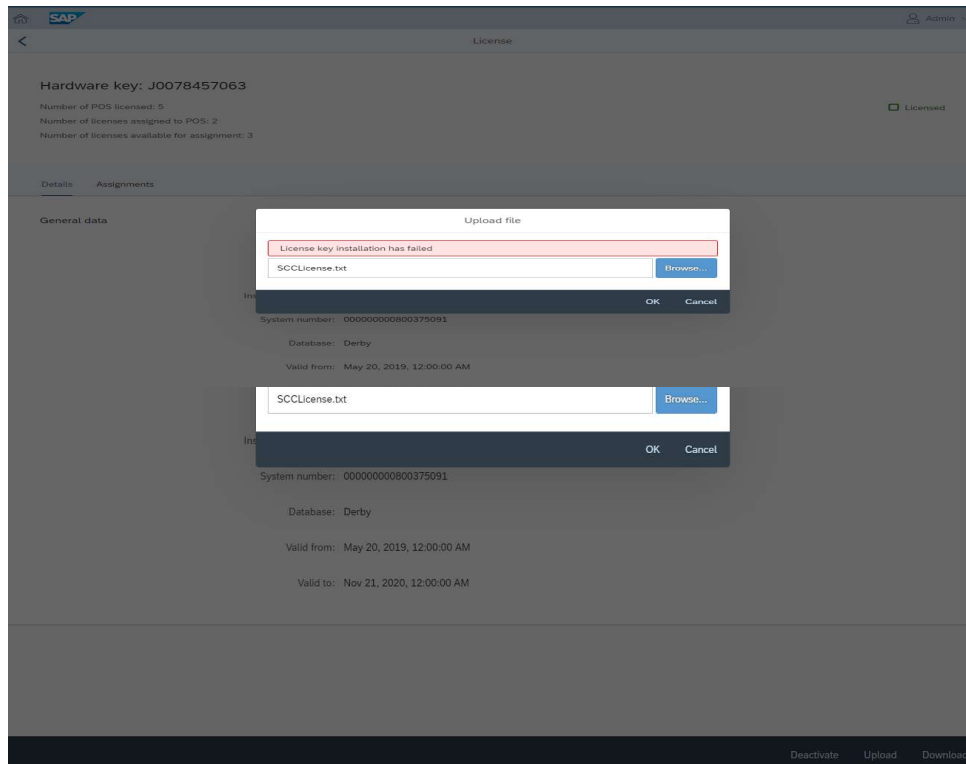 SAP
Admin
License
Hardware key: J0078457063
Number of POS licensed: 5
Licensed
Number of licenses assigned to POS: 2
Number of licenses available for assignment: 3
Details Assignments
General data
Upload file
License key installation has failed
SCCLicense.txt Browse...
Ins
OK Cancel
System number: 000000000800375091
Database: Derby
Valid from: May 20, 2019, 12:00:00 AM
SCCLicense.txt Browse...
Ins
OK Cancel
System number: 000000000800375091
Database: Derby
Valid from: May 20, 2019, 12:00:00 AM
Valid to: Nov 21, 2020, 12:00:00 AM
Deactivate Upload Download